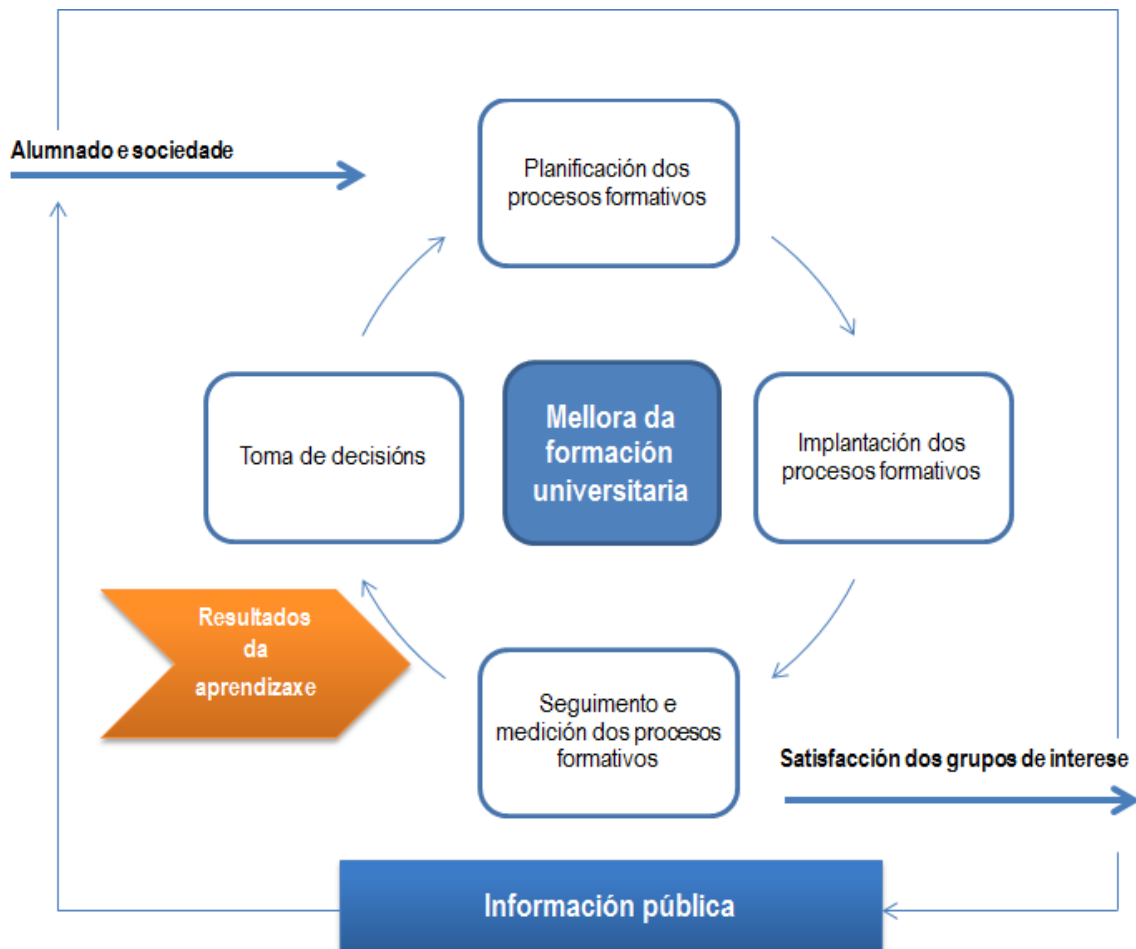 Alumnado e sociedade
Planificación dos
procesos formativos
Toma de decisións
Mellora da
formación
universitaria
Implantación dos
procesos formativos
Resultados
da
aprendizaxe
Seguimento e
medición dos procesos
formativos
Satisfacción dos grupos de interese
Información pública